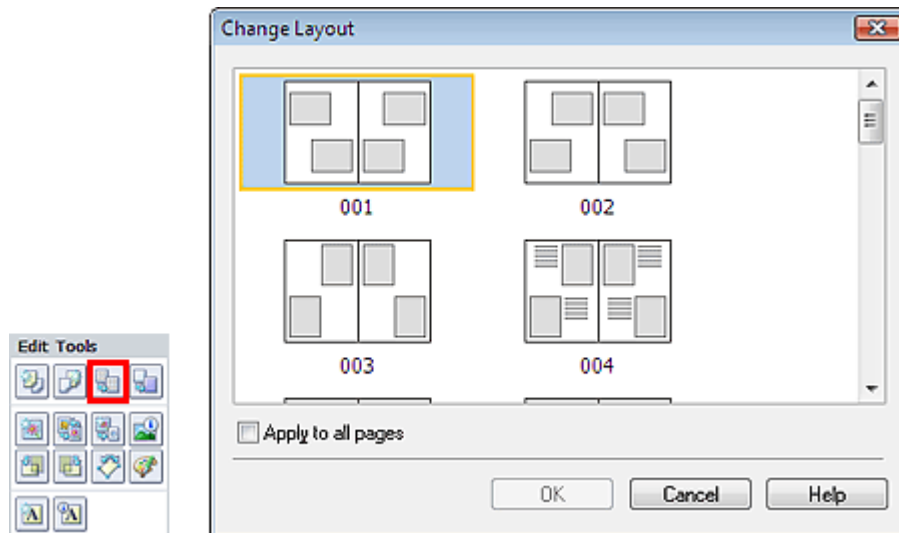 Change Layout
001 002
003 004
Edit Tools
Apply to all pages
OK Cancel Help
A A